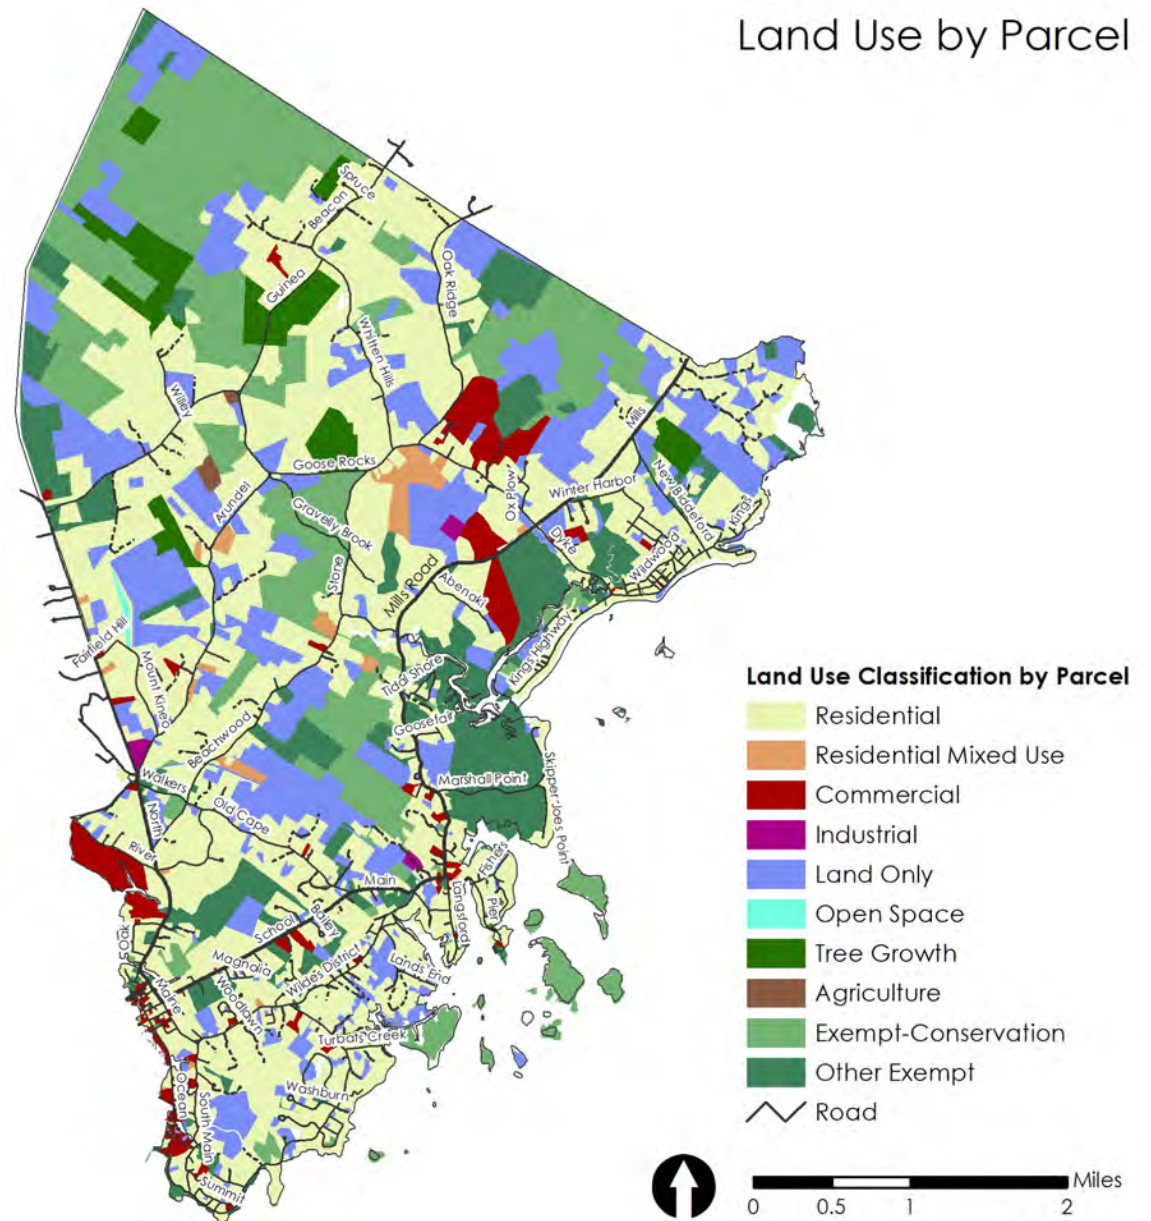 Land Use by Parcel
Spruce
Beacon
Guinea
Oak Ridge
Whitten Hills
Willey
Mills
Goose Rocks
Arundel
Ox Plow
Winter Harbor
New Biddeford
Kings
Gravelly Brook
Dyke
Wildwood
Stone
Mills Road
Abenaki
Kings Highway
Fairfield Hill
Mount Kineo
Tidal Shore
Goosefair
Beachwood
Marshall Point
Skipper Joes Point
Walkers
North
Old Cape
River
Main
Fishers
Langsford
Pier
School
Bailey
S Oak
Magnolia
Wildes District
Lands End
Maine
Woodlawn
Turbats Creek
Ocean
South Main
Washburn
Summit
Land Use Classification by Parcel
Residential
Residential Mixed Use
Commercial
Industrial
Land Only
Open Space
Tree Growth
Agriculture
Exempt-Conservation
Other Exempt
Road
Miles
0 0.5 1 2